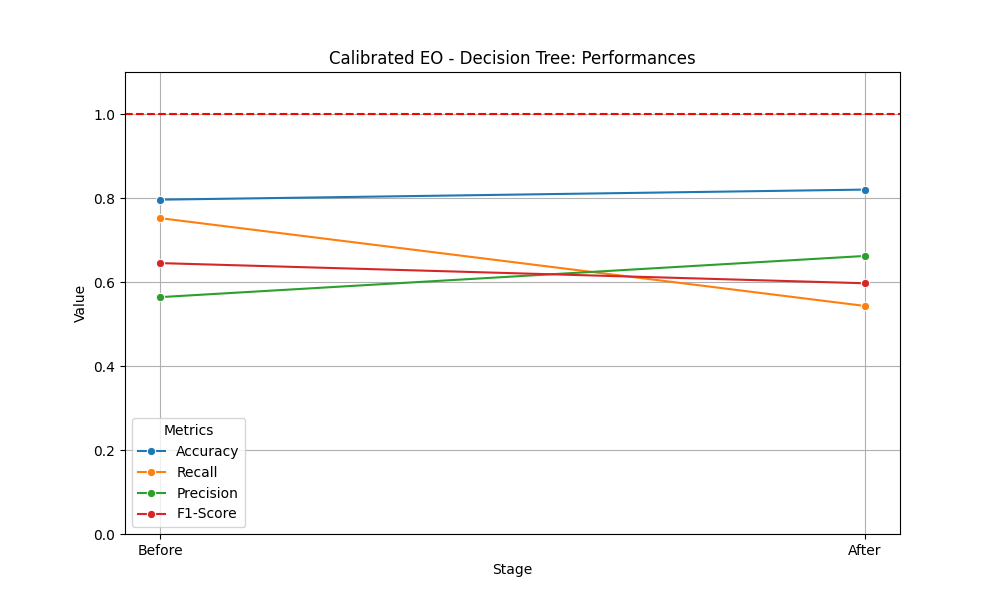 Calibrated EO - Decision Tree: Performances
1.0
0.8
0.6
0.4
0.2
0.0
Value
Metrics
Accuracy
Recall
Precision
F1-Score
Before
After
Stage